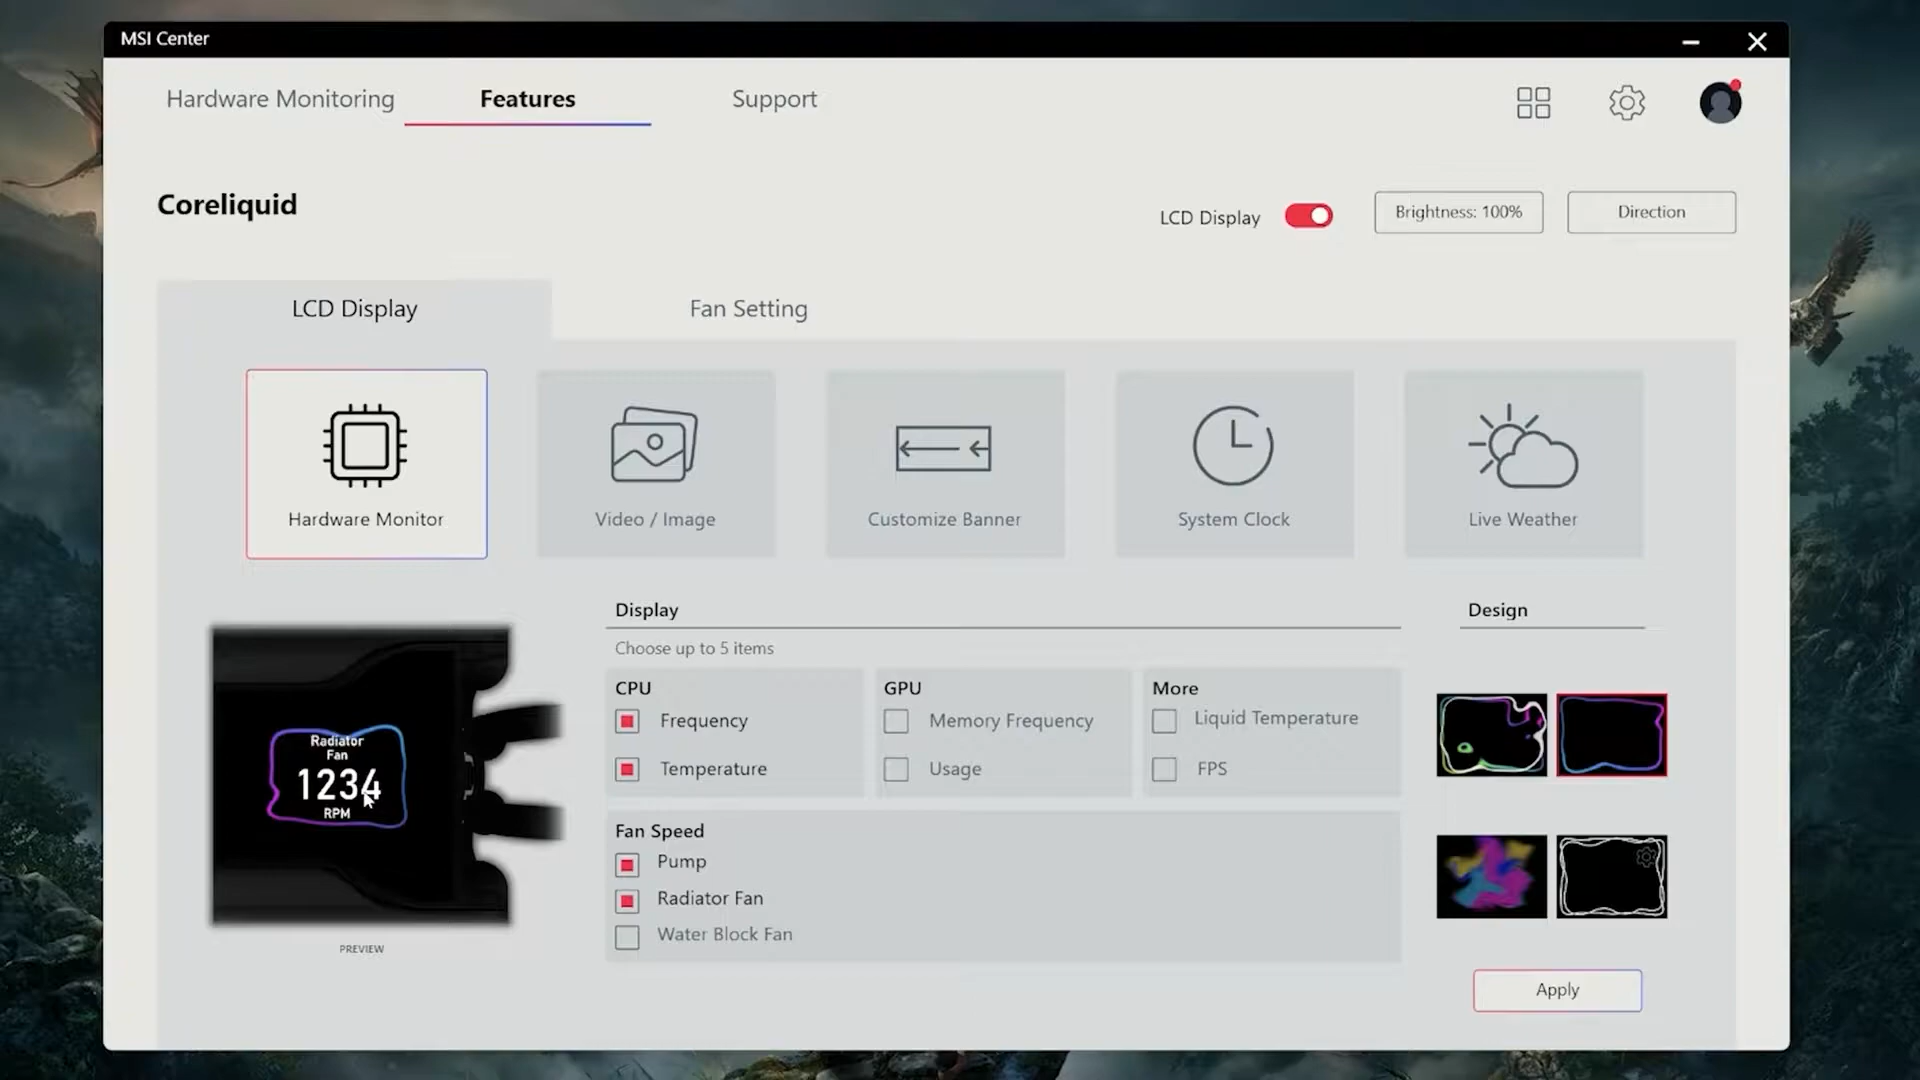 MSI Center
Hardware Monitoring
Features
Support
Coreliquid
LCD Display
Brightness: 100%
Direction
LCD Display
Fan Setting
Hardware Monitor
Video / Image
Customize Banner
System Clock
Live Weather
Display
Design
Choose up to 5 items
CPU
GPU
More
Frequency
Memory Frequency
Liquid Temperature
Temperature
Usage
FPS
Radiator
Fan
1234
RPM
Fan Speed
Pump
Radiator Fan
Water Block Fan
PREVIEW
Apply